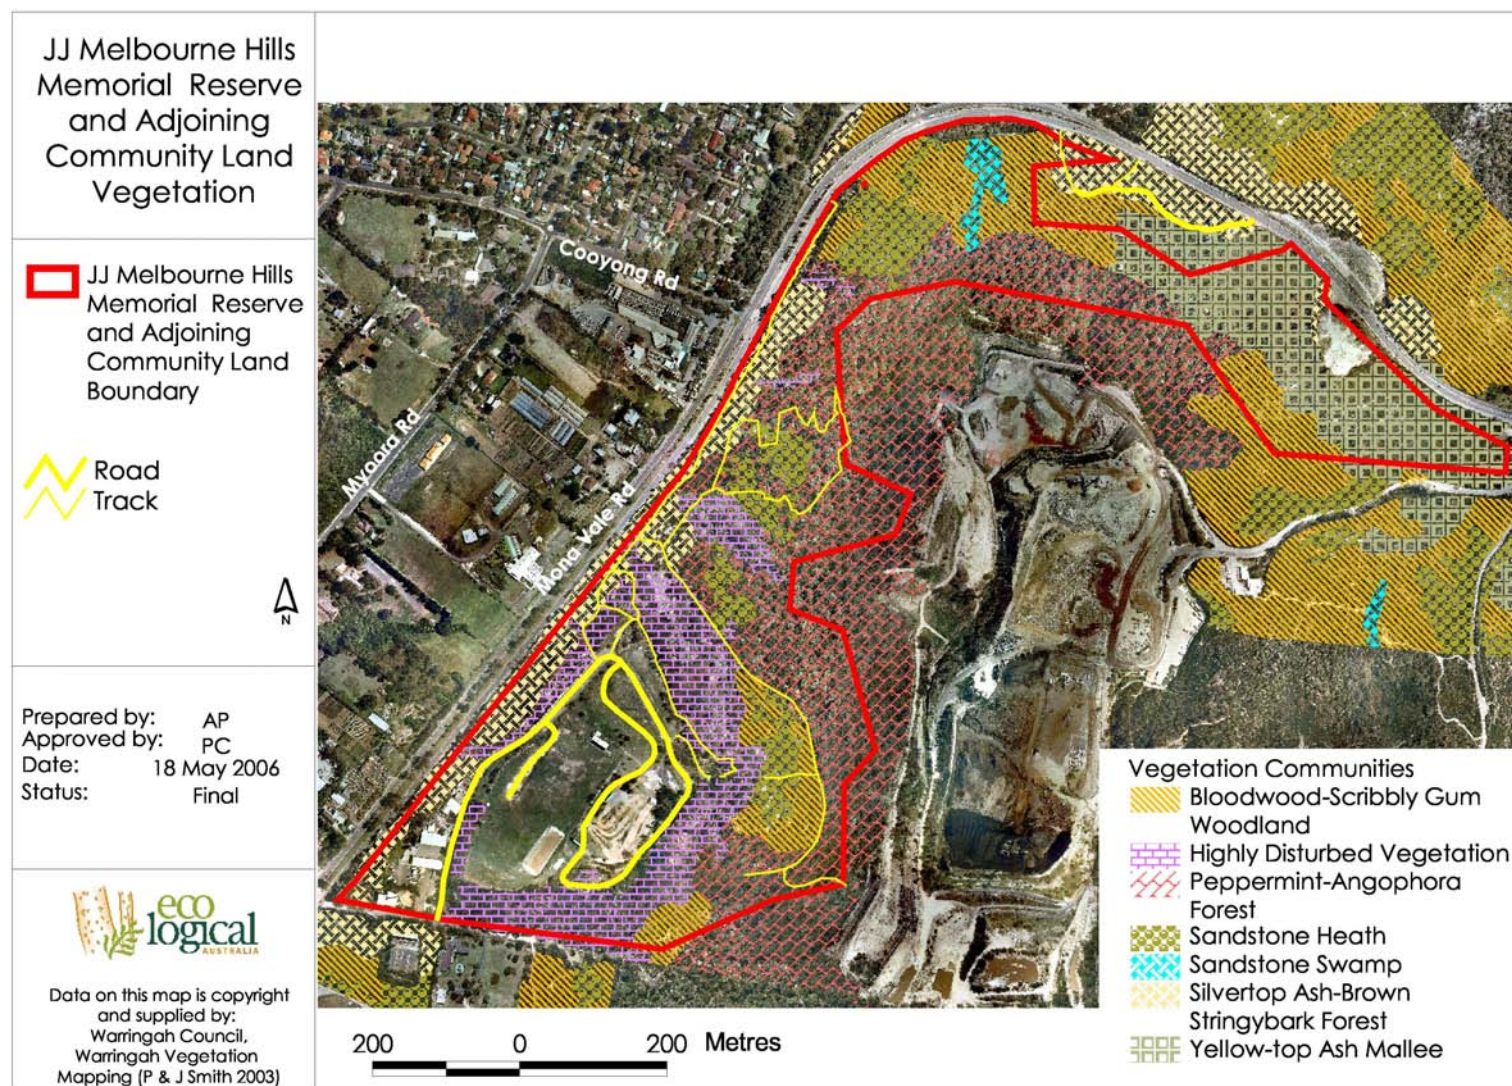 JJ Melbourne Hills
Memorial Reserve
and Adjoining
Community Land
Vegetation
JJ Melbourne Hills
Memorial Reserve
and Adjoining
Community Land
Boundary
Road
Track
N
Prepared by: AP
Approved by: PC
Date: 18 May 2006
Status: Final
eco
logical
AUSTRALIA
Data on this map is copyright
and supplied by:
Warringah Council,
Warringah Vegetation
Mapping (P & J Smith 2003)
Cooyong Rd
Myoora Rd
Mona Vale Rd
200 0 200 Metres
Vegetation Communities
Bloodwood-Scribbly Gum
Woodland
Highly Disturbed Vegetation
Peppermint-Angophora
Forest
Sandstone Heath
Sandstone Swamp
Silvertop Ash-Brown
Stringybark Forest
Yellow-top Ash Mallee